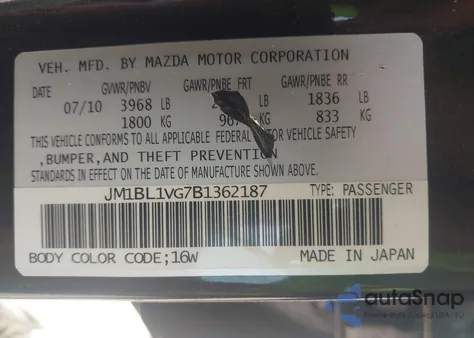 VEH. MFD. BY MAZDA MOTOR CORPORATION
DATE GVWR/PNBV GAWR/PNBE FRT GAWR/PNBE RR
07/10 3968 LB LB 1836 LB
1800 KG KG 833 KG
THIS VEHICLE CONFORMS TO ALL APPLICABLE FEDERAL MOTOR VEHICLE SAFETY
,BUMPER,AND THEFT PREVENTION
STANDARDS IN EFFECT ON THE DATE OF MANUFACTURE SHOWN ABOVE.
JM1BL1VG7B1362187 TYPE: PASSENGER
BODY COLOR CODE;16W MADE IN JAPAN
autoSnap